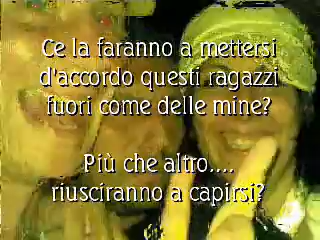 Ce la faranno a mettersi
d'accordo questi ragazzi
fuori come delle mine?
Più che altro....
riusciranno a capirsi?